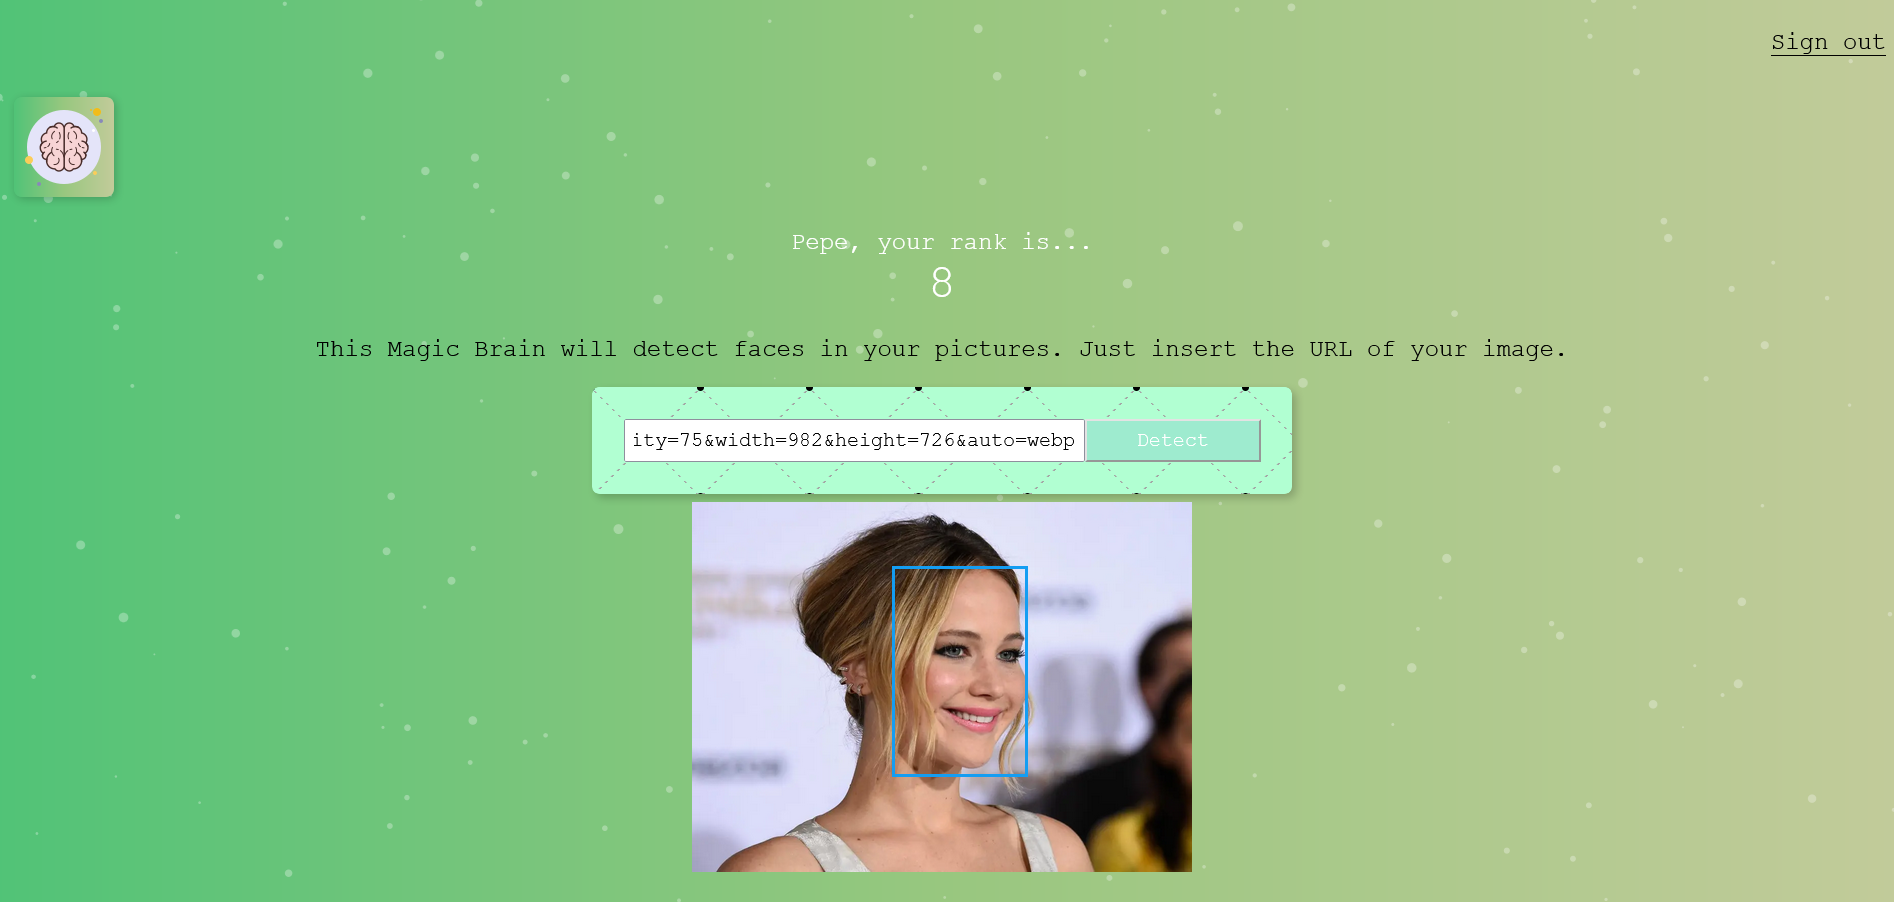 Sign out
Pepe, your rank is...
8
This Magic Brain will detect faces in your pictures. Just insert the URL of your image.
ity=75&width=982&height=726&auto=webp
Detect